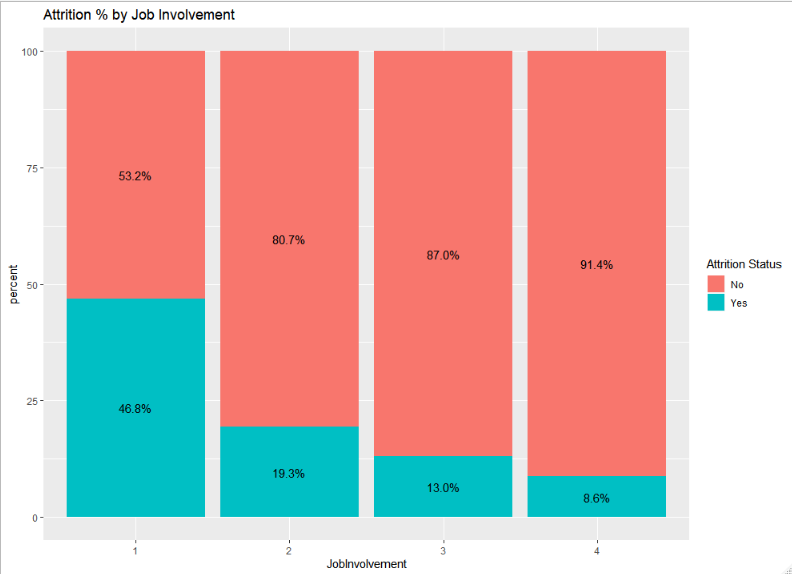 Attrition % by Job Involvement
100
75
50
25
0
percent
53.2%
80.7%
87.0%
91.4%
46.8%
19.3%
13.0%
8.6%
1
2
3
4
JobInvolvement
Attrition Status
No
Yes